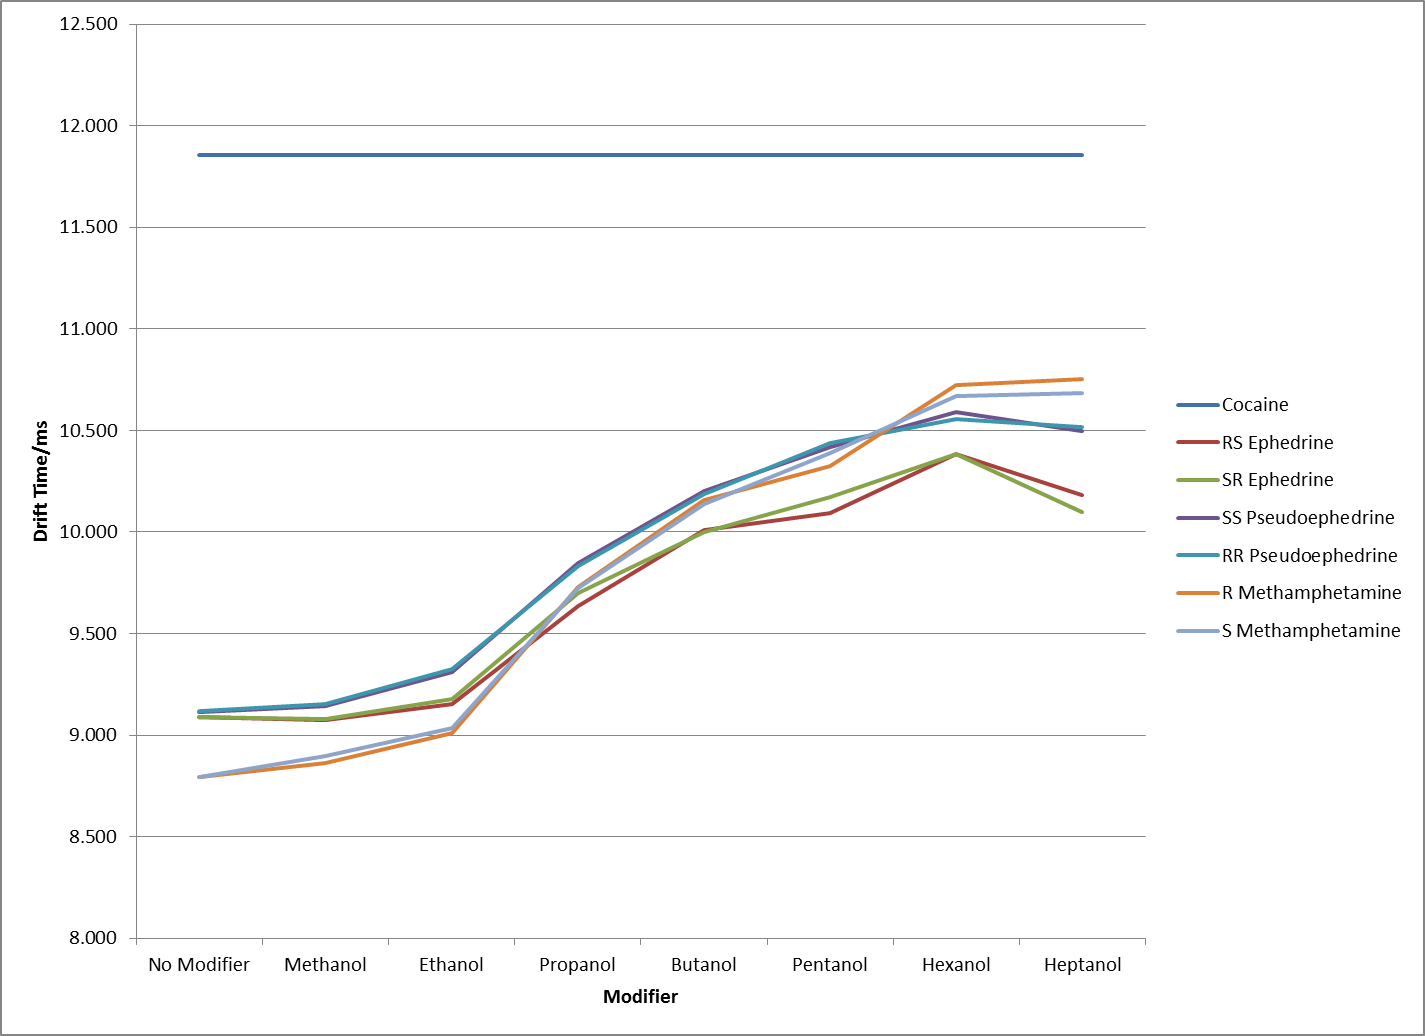 12.500
12.000
11.500
11.000
10.500
10.000
9.500
9.000
8.500
8.000
Drift Time/ms
No Modifier Methanol Ethanol Propanol Butanol Pentanol Hexanol Heptanol
Modifier
Cocaine
RS Ephedrine
SR Ephedrine
SS Pseudoephedrine
RR Pseudoephedrine
R Methamphetamine
S Methamphetamine